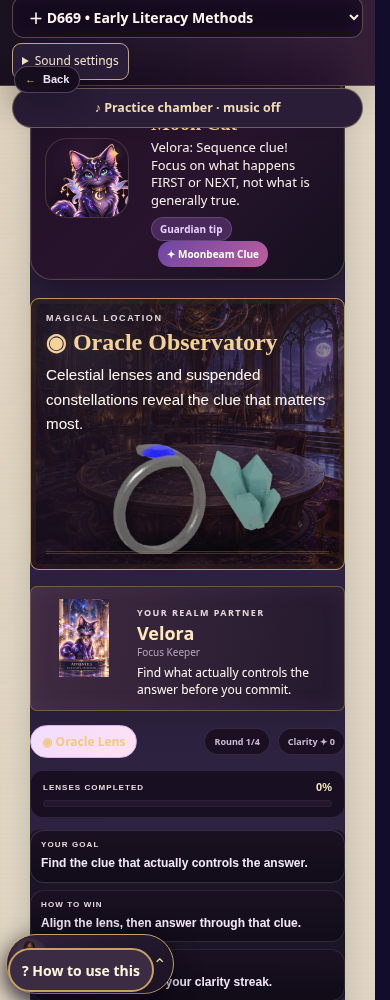 + D669 • Early Literacy Methods
▶ Sound settings
← Back
♪ Practice chamber · music off
Moon Cat
Velora: Sequence clue!
Focus on what happens
FIRST or NEXT, not what is
generally true.
Guardian tip
✦ Moonbeam Clue
MAGICAL LOCATION
◉ Oracle Observatory
Celestial lenses and suspended
constellations reveal the clue that matters
most.
YOUR REALM PARTNER
Velora
Focus Keeper
Find what actually controls the
answer before you commit.
◉ Oracle Lens
Round 1/4
Clarity ✦ 0
LENSES COMPLETED
0%
YOUR GOAL
Find the clue that actually controls the answer.
HOW TO WIN
Align the lens, then answer through that clue.
your clarity streak.
? How to use this